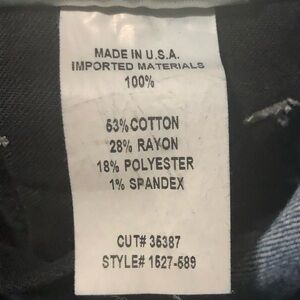 MADE IN U.S.A.
IMPORTED MATERIALS
100%
53%COTTON
28% RAYON
18% POLYESTER
1% SPANDEX
CUT# 35387
STYLE# 1527-589